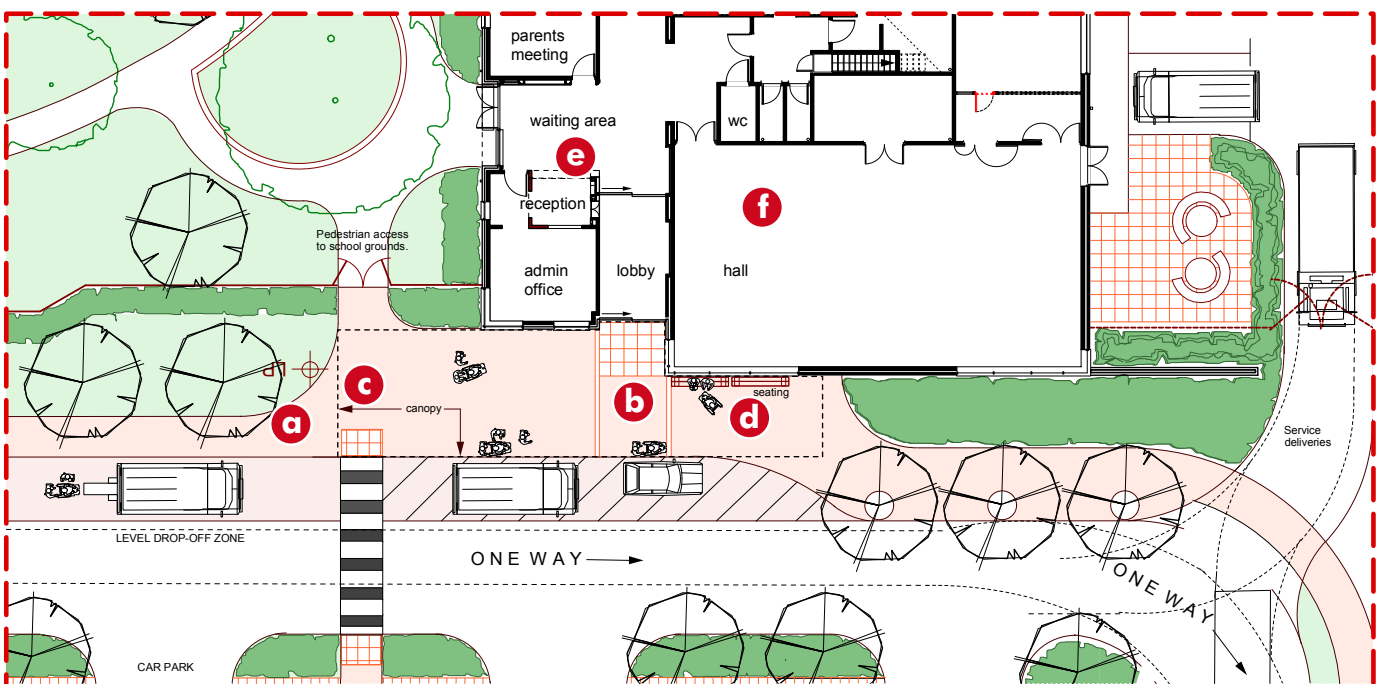 parents
meeting
waiting area
wc
e
f
reception
Pedestrian access
to school grounds.
admin
office
lobby
hall
LP
c
a
canopy
b
d
seating
Service
deliveries
LEVEL DROP-OFF ZONE
ONE WAY
ONE WAY
CAR PARK